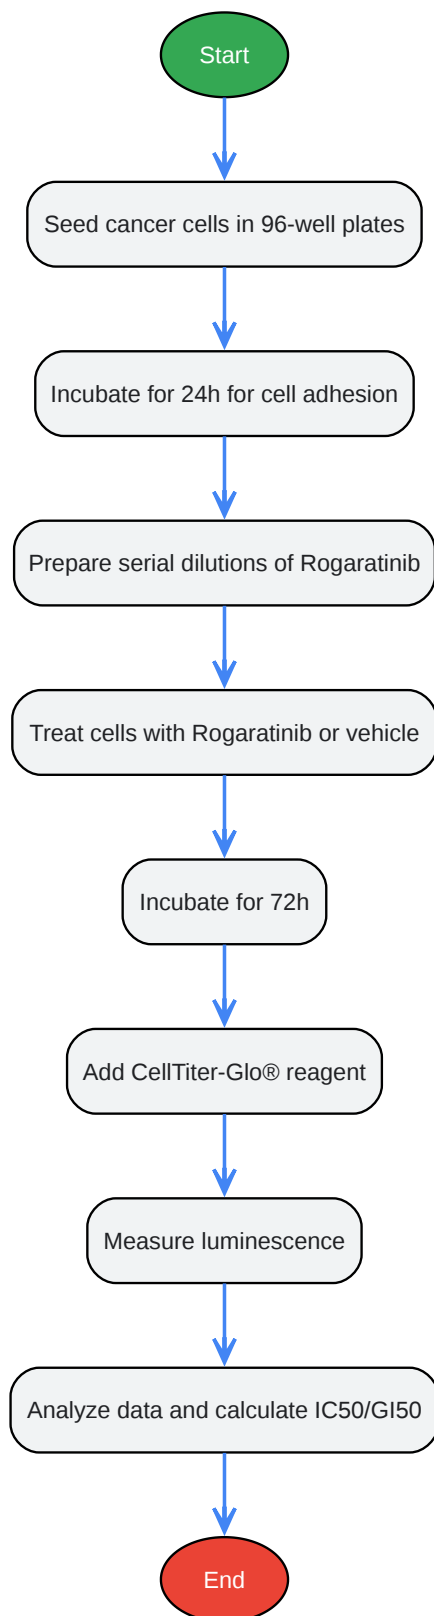 Start
Seed cancer cells in 96-well plates
Incubate for 24h for cell adhesion
Prepare serial dilutions of Rogaratinib
Treat cells with Rogaratinib or vehicle
Incubate for 72h
Add CellTiter-Glo® reagent
Measure luminescence
Analyze data and calculate IC50/GI50
End